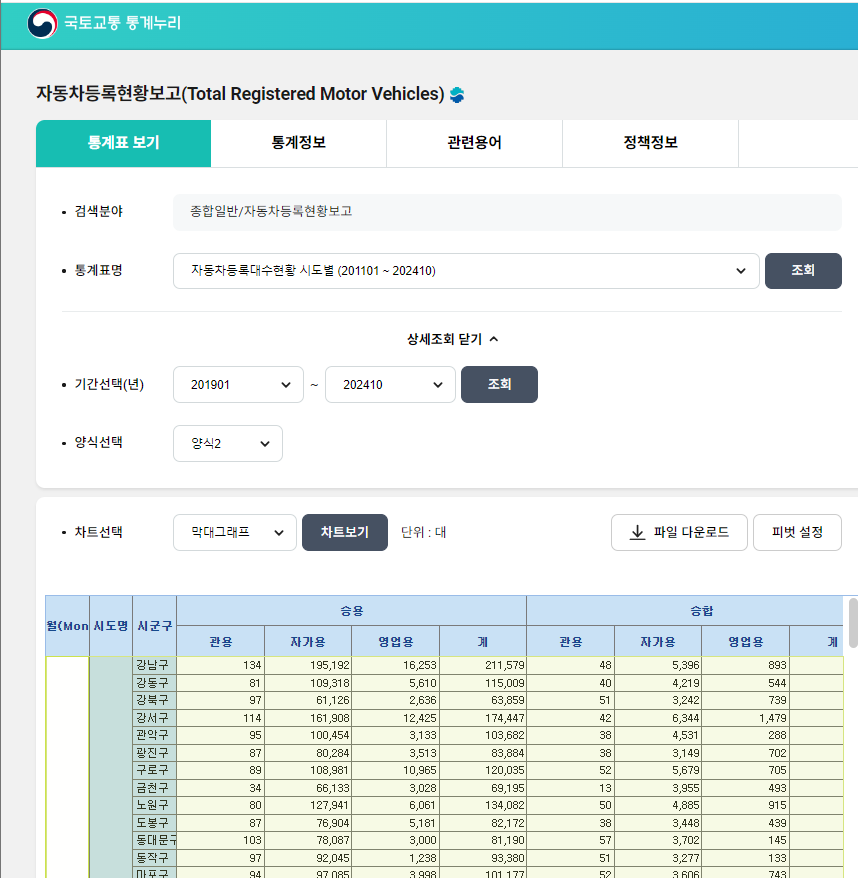 국토교통 통계누리
자동차등록현황보고(Total Registered Motor Vehicles)
통계표 보기 통계정보 관련용어 정책정보
검색분야 종합일반/자동차등록현황보고
통계표명 자동차등록대수현황 시도별 (201101 ~ 202410) 조회
상세조회 닫기
기간선택(년) 201901 ~ 202410 조회
양식선택 양식2
차트선택 막대그래프 차트보기 단위 : 대 파일 다운로드 피벗 설정
월(Mon 시도명 시군구 승용 승합
관용 자가용 영업용 계 관용 자가용 영업용 계
강남구 134 195,192 16,253 211,579 48 5,396 893
강동구 81 109,318 5,610 115,009 40 4,219 544
강북구 97 61,126 2,636 63,859 51 3,242 739
강서구 114 161,908 12,425 174,447 42 6,344 1,479
관악구 95 100,454 3,133 103,682 38 4,531 288
광진구 87 80,284 3,513 83,884 38 3,149 702
구로구 89 108,981 10,965 120,035 52 5,679 705
금천구 34 66,133 3,028 69,195 13 3,955 493
노원구 80 127,941 6,061 134,082 50 4,885 915
도봉구 87 76,904 5,181 82,172 38 3,448 439
동대문구 103 78,087 3,000 81,190 57 3,702 145
동작구 97 92,045 1,238 93,380 51 3,277 133
마포구 94 97,085 3,998 101,177 52 3,606 743